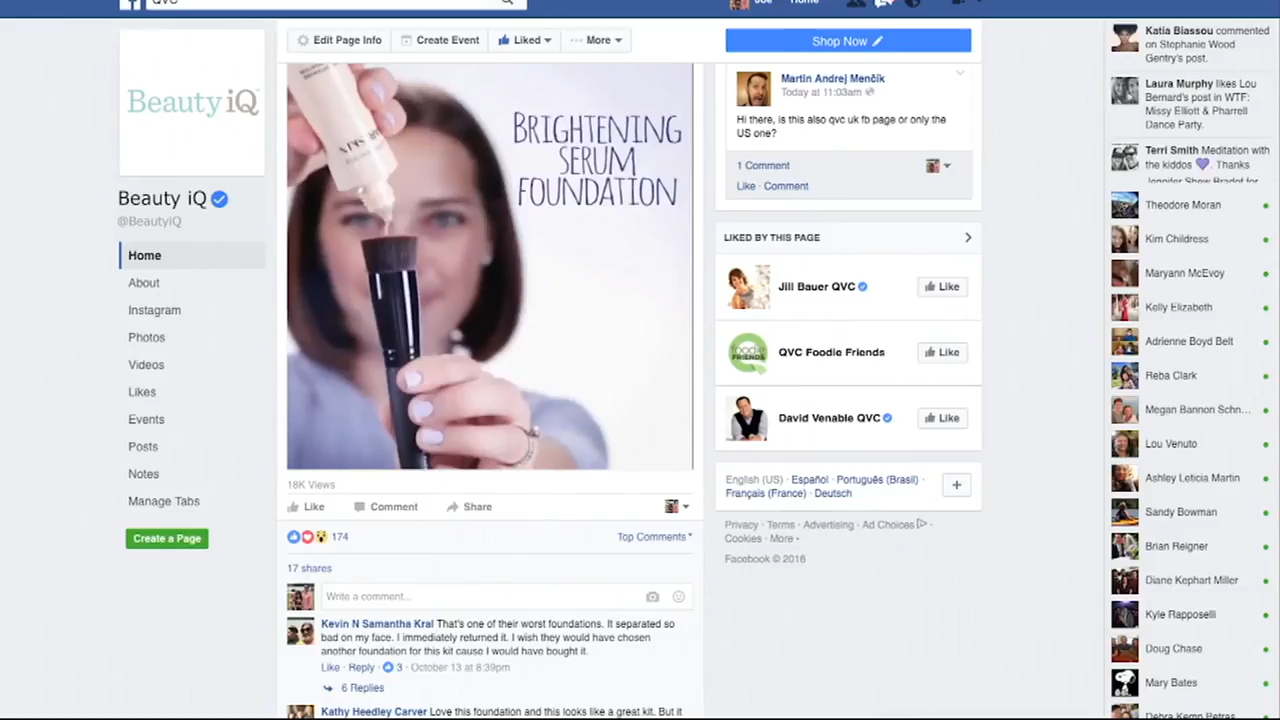 QVC
Joe Home
Beauty iQ
Beauty iQ
@BeautyiQ
Home
About
Instagram
Photos
Videos
Likes
Events
Posts
Notes
Manage Tabs
Create a Page
Edit Page Info
Create Event
Liked
More
Shop Now
BRIGHTENING
SERUM
FOUNDATION
18K Views
Like
Comment
Share
174
Top Comments
17 shares
Write a comment...
Kevin N Samantha Kral That's one of their worst foundations. It separated so
bad on my face. I immediately returned it. I wish they would have chosen
another foundation for this kit cause I would have bought it.
Like · Reply · 3 · October 13 at 8:39pm
6 Replies
Kathy Heedley Carver Love this foundation and this looks like a great kit. But it
Martin Andrej Menčík
Today at 11:03am
Hi there, is this also qvc uk fb page or only the
US one?
1 Comment
Like · Comment
LIKED BY THIS PAGE
Jill Bauer QVC
Like
QVC Foodie Friends
Like
David Venable QVC
Like
English (US) · Español · Português (Brasil) ·
Français (France) · Deutsch
Privacy · Terms · Advertising · Ad Choices ·
Cookies · More
Facebook © 2016
Katia Biassou commented
on Stephanie Wood
Gentry's post.
Laura Murphy likes Lou
Bernard's post in WTF:
Missy Elliott & Pharrell
Dance Party.
Terri Smith Meditation with
the kiddos 💜. Thanks
Theodore Moran
Kim Childress
Maryann McEvoy
Kelly Elizabeth
Adrienne Boyd Belt
Reba Clark
Megan Bannon Schn...
Lou Venuto
Ashley Leticia Martin
Sandy Bowman
Brian Reigner
Diane Kephart Miller
Kyle Rapposelli
Doug Chase
Mary Bates
Debra Kemp Petras